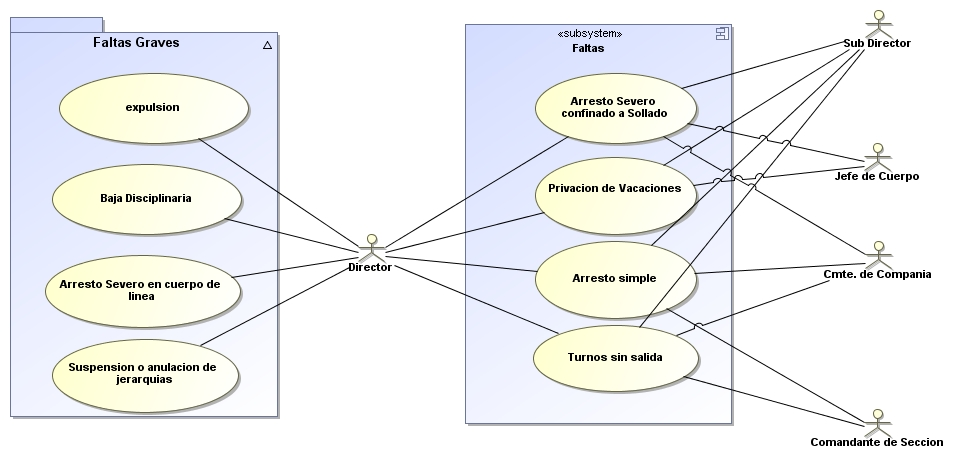 Faltas Graves
expulsion
Baja Disciplinaria
Arresto Severo en cuerpo de
linea
Suspension o anulacion de
jerarquias
Director
«subsystem»
Faltas
Arresto Severo
confinado a Sollado
Privacion de Vacaciones
Arresto simple
Turnos sin salida
Sub Director
Jefe de Cuerpo
Cmte. de Compania
Comandante de Seccion